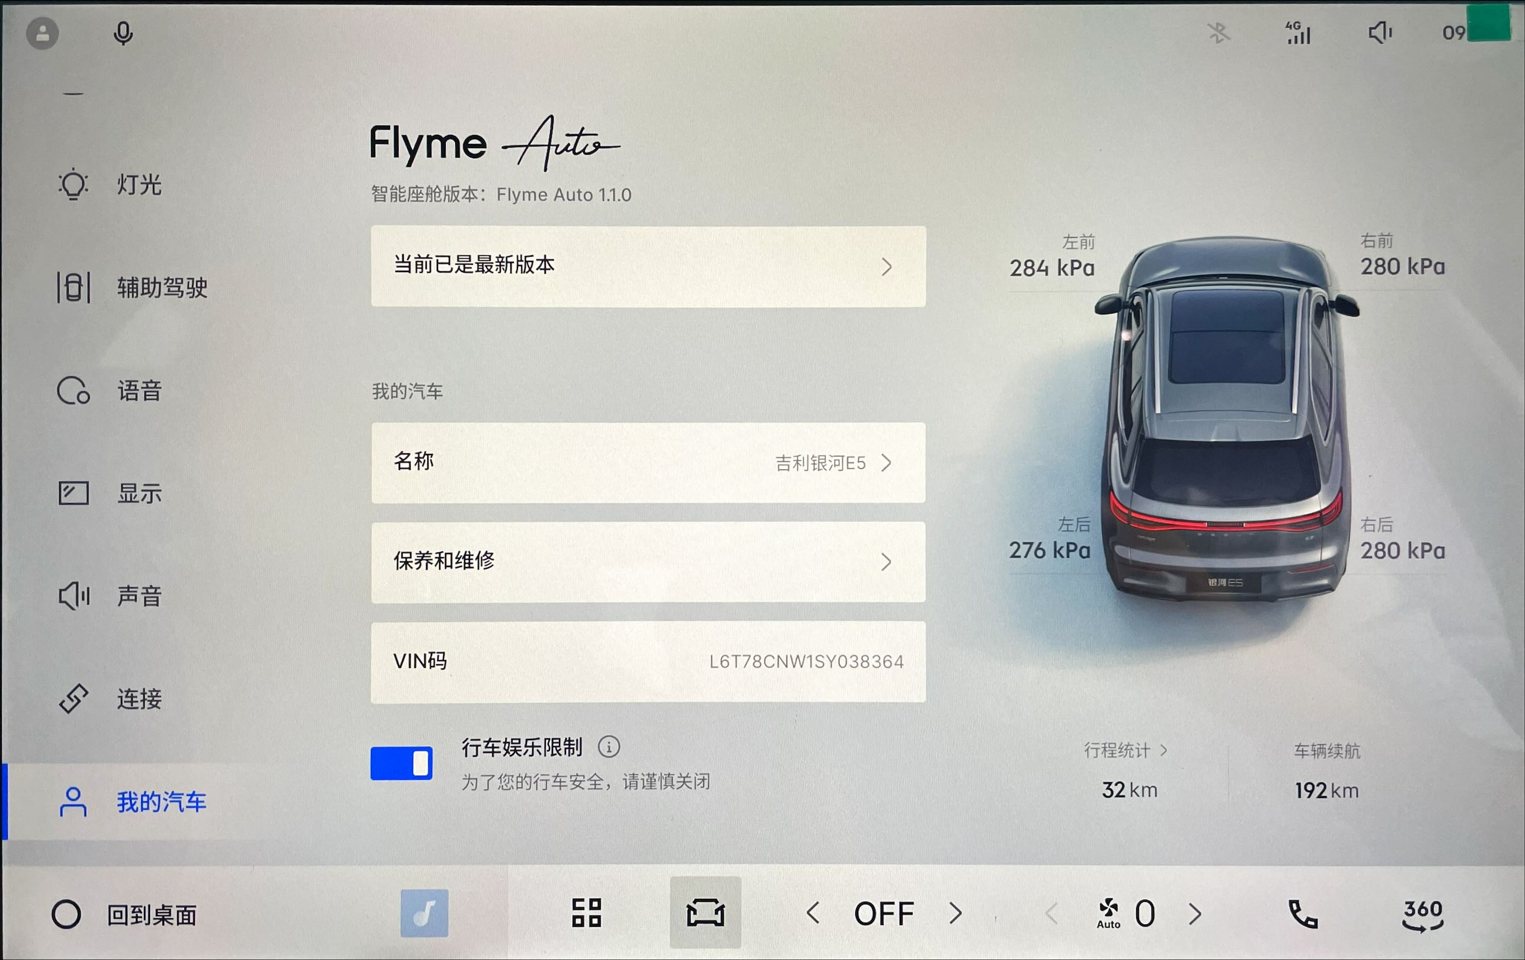 4G
09
灯光
辅助驾驶
语音
显示
声音
连接
我的汽车
Flyme Auto
智能座舱版本：Flyme Auto 1.1.0
当前已是最新版本
我的汽车
名称 吉利银河E5
保养和维修
VIN码 L6T78CNW1SY038364
行车娱乐限制
为了您的行车安全，请谨慎关闭
左前
284 kPa
右前
280 kPa
左后
276 kPa
右后
280 kPa
银河E5
行程统计
32 km
车辆续航
192 km
回到桌面
OFF
Auto
0
360